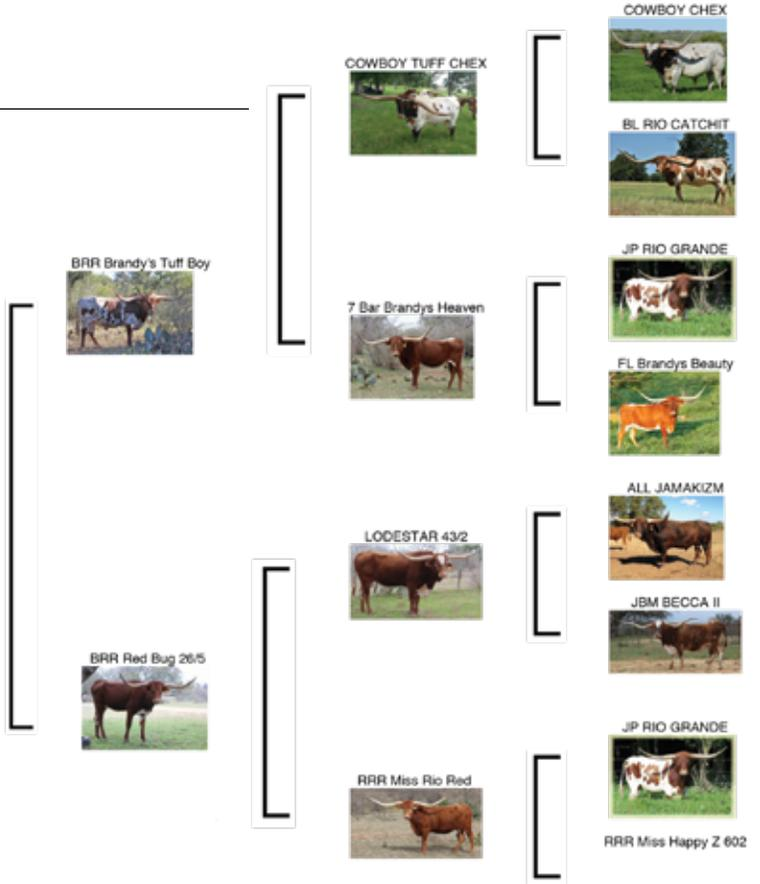 COWBOY CHEX
COWBOY TUFF CHEX
BL RIO CATCHIT
BRR Brandy's Tuff Boy
JP RIO GRANDE
7 Bar Brandys Heaven
FL Brandys Beauty
ALL JAMAKIZM
LODESTAR 43/2
JBM BECCA II
BRR Red Bug 26/5
JP RIO GRANDE
RRR Miss Rio Red
RRR Miss Happy Z 602